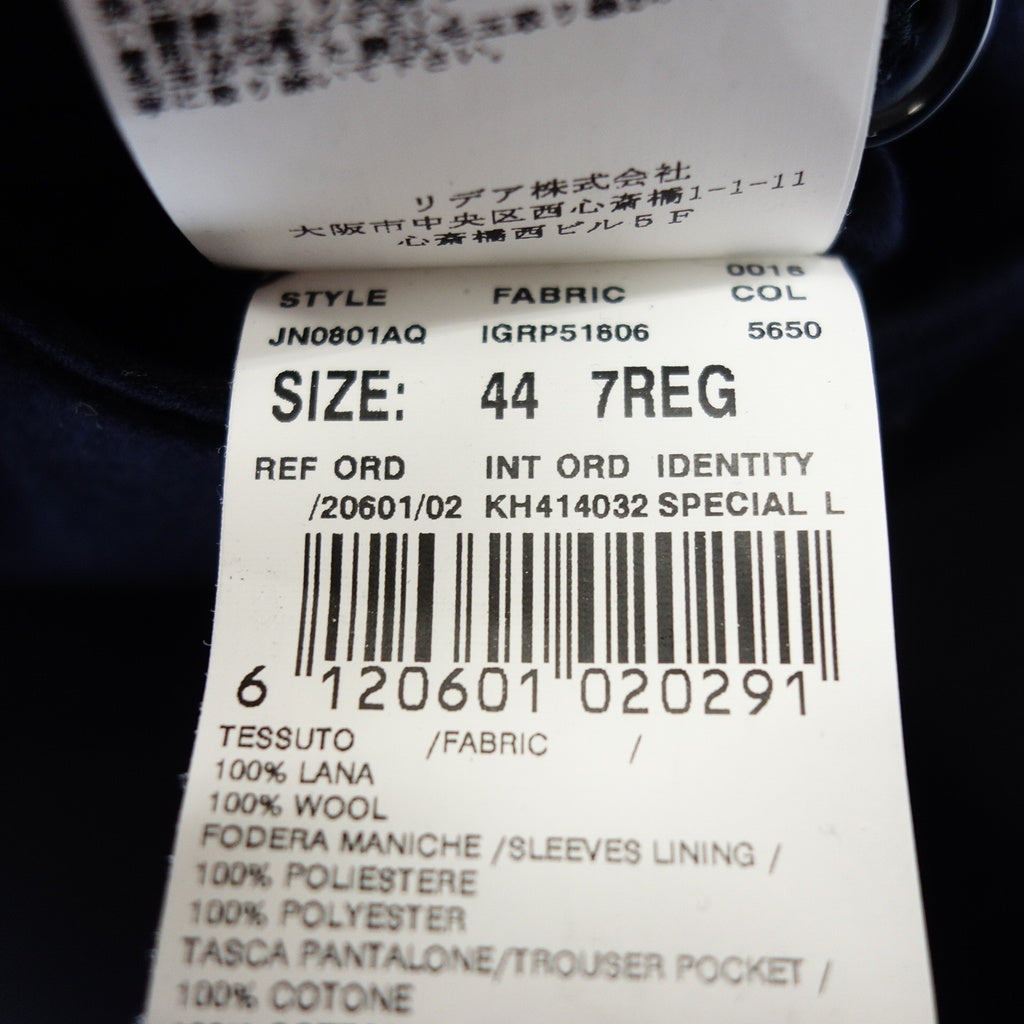 リデア株式会社
大阪市中央区西心斎橋1-1-11
心斎橋西ビル5F
0016
STYLE FABRIC COL
JN0801AQ IGRP51806 5650
SIZE: 44 7REG
REF ORD INT ORD IDENTITY
/20601/02 KH414032 SPECIAL L
6 120601 020291
TESSUTO /FABRIC /
100% LANA
100% WOOL
FODERA MANICHE /SLEEVES LINING /
100% POLIESTERE
100% POLYESTER
TASCA PANTALONE/TROUSER POCKET /
100% COTONE